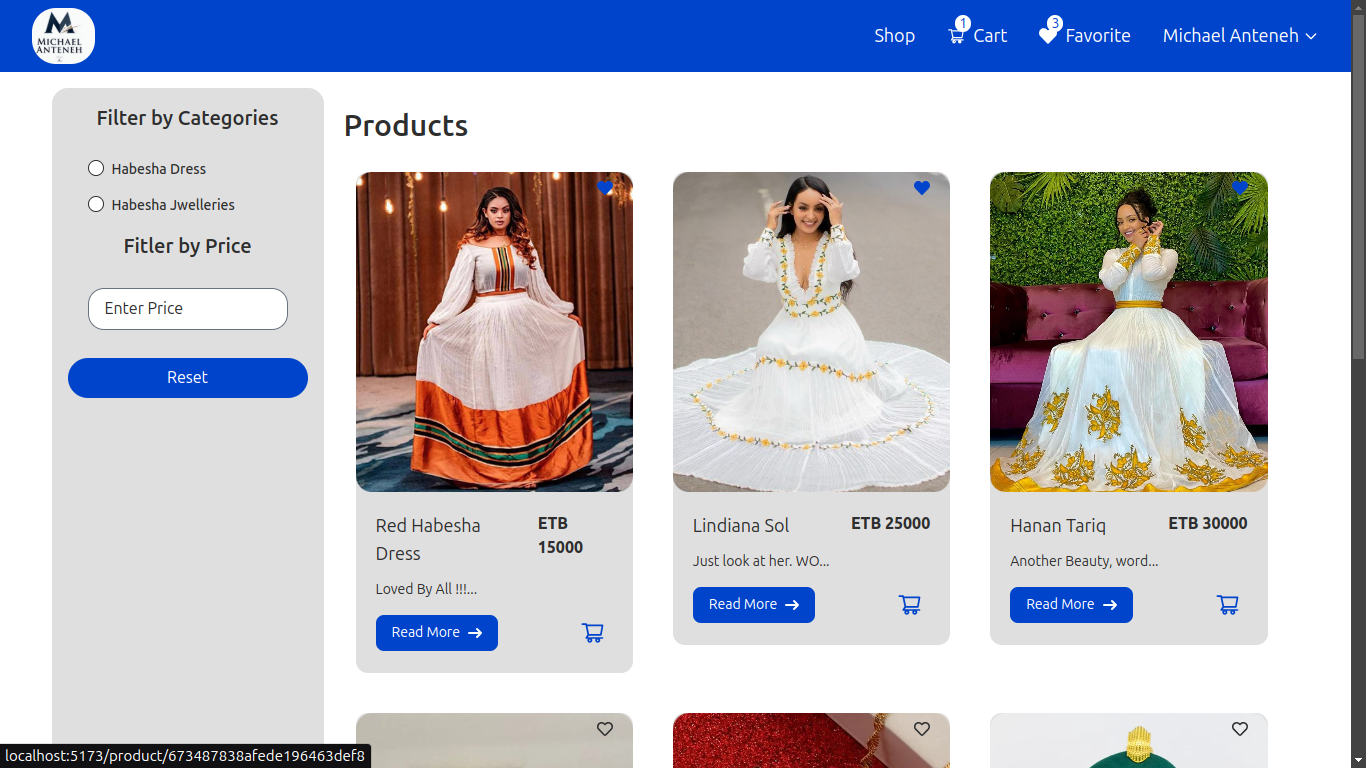 MICHAEL
ANTENEH
Shop
1
Cart
3
Favorite
Michael Anteneh
Filter by Categories
Habesha Dress
Habesha Jwelleries
Fitler by Price
Enter Price
Reset
Products
Red Habesha
Dress
ETB
15000
Loved By All !!!...
Read More
Lindiana Sol
ETB 25000
Just look at her. WO...
Read More
Hanan Tariq
ETB 30000
Another Beauty, word...
Read More
localhost:5173/product/673487838afede196463def8